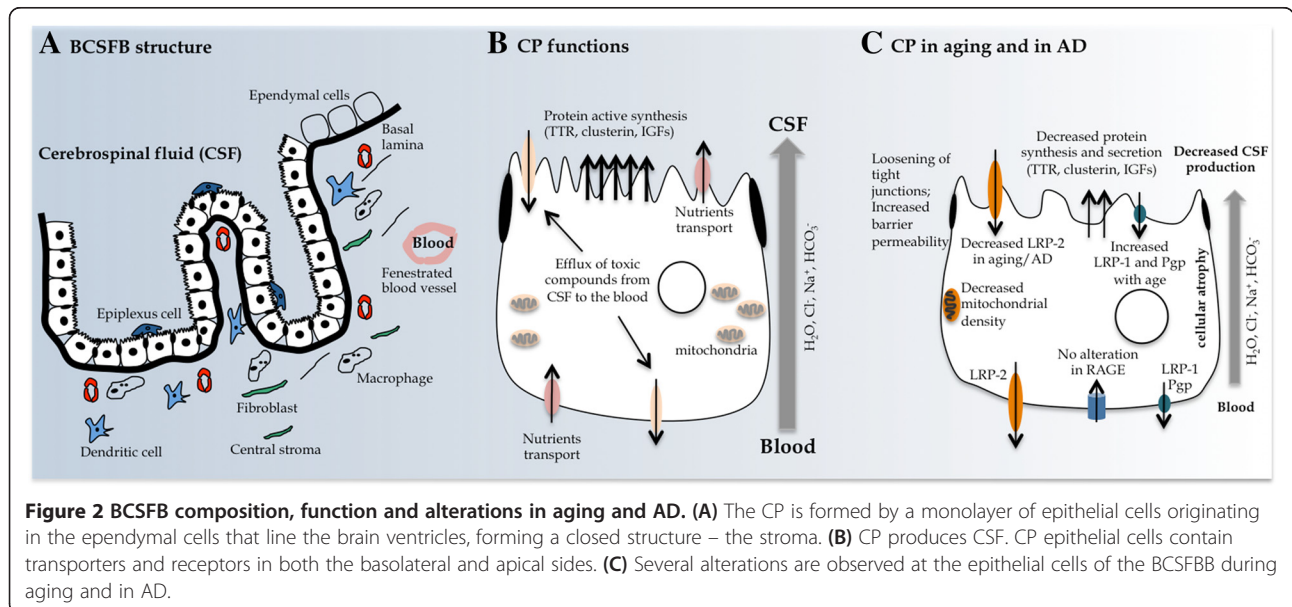 A BCSFB structure
Ependymal cells
Basal
lamina
Cerebrospinal fluid (CSF)
Blood
Fenestrated
blood vessel
Epiplexus cell
Macrophage
Fibroblast
Dendritic cell
Central stroma
B CP functions
Protein active synthesis
(TTR, clusterin, IGFs)
CSF
Nutrients
transport
Efflux of toxic
compounds from
CSF to the blood
mitochondria
H₂O, Cl⁻, Na⁺, HCO₃⁻
Nutrients
transport
Blood
C CP in aging and in AD
Loosening of
tight
junctions;
Increased
barrier
permeability
Decreased protein
synthesis and secretion
(TTR, clusterin, IGFs)
Decreased CSF
production
Decreased LRP-2
in aging/AD
Increased
LRP-1 and Pgp
with age
Decreased
mitochondrial
density
cellular atrophy
H₂O, Cl⁻, Na⁺, HCO₃⁻
LRP-2
No alteration
in RAGE
LRP-1
Pgp
Blood
Figure 2 BCSFB composition, function and alterations in aging and AD. (A) The CP is formed by a monolayer of epithelial cells originating
in the ependymal cells that line the brain ventricles, forming a closed structure – the stroma. (B) CP produces CSF. CP epithelial cells contain
transporters and receptors in both the basolateral and apical sides. (C) Several alterations are observed at the epithelial cells of the BCSFBB during
aging and in AD.